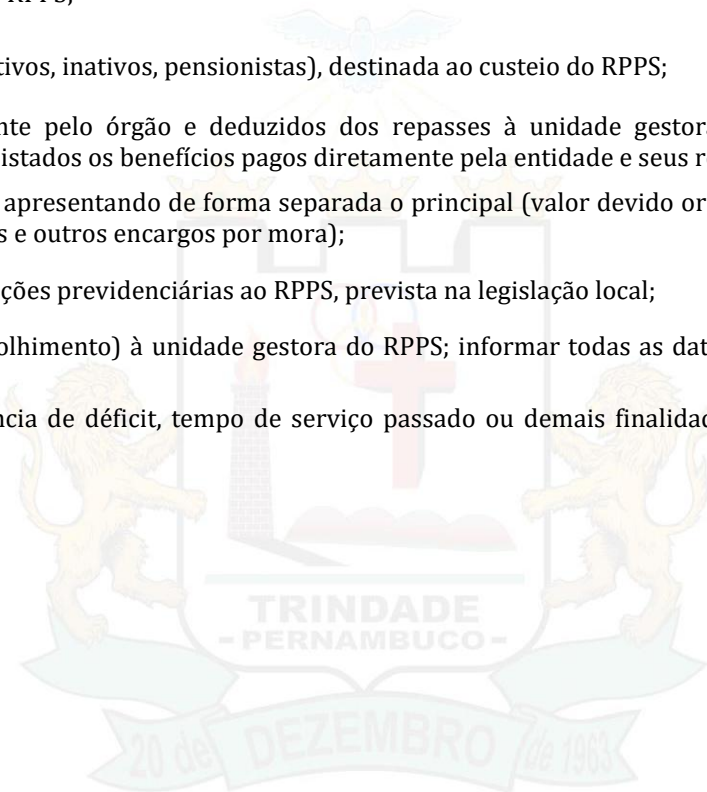 RPPS;
tivos, inativos, pensionistas), destinada ao custeio do RPPS;
nte pelo órgão e deduzidos dos repasses à unidade gestora
istados os benefícios pagos diretamente pela entidade e seus r
apresentando de forma separada o principal (valor devido or
s e outros encargos por mora);
ções previdenciárias ao RPPS, prevista na legislação local;
olhimento) à unidade gestora do RPPS; informar todas as dat
ncia de déficit, tempo de serviço passado ou demais finalidad
TRINDADE
-PERNAMBUCO-
20 de DEZEMBRO de 1963